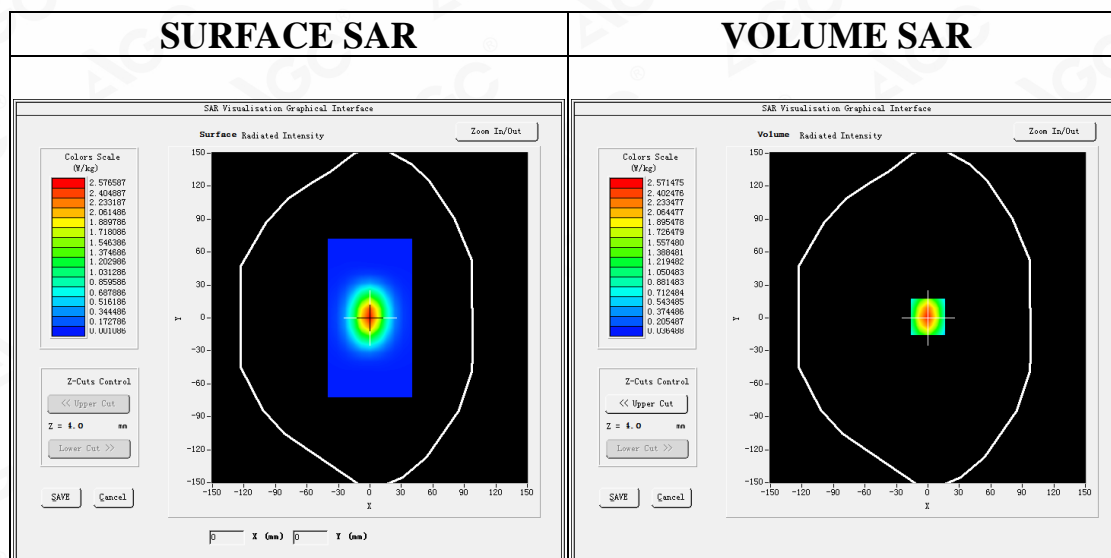 SURFACE SAR
VOLUME SAR
SAR Visualisation Graphical Interface
Surface Radiated Intensity
Zoom In/Out
Colors Scale
(W/kg)
2.576587
2.404887
2.233187
2.061486
1.889786
1.718086
1.546386
1.374686
1.202986
1.031286
0.859586
0.687886
0.516186
0.344486
0.172786
0.001086
150
120
90
60
30
0
-30
-60
-90
-120
-150
Y
-150 -120 -90 -60 -30 0 30 60 90 120 150
X
Z-Cuts Control
<< Upper Cut
Z = 4.0 mm
Lower Cut >>
SAVE Cancel
0 X (mm) 0 Y (mm)
SAR Visualisation Graphical Interface
Volume Radiated Intensity
Zoom In/Out
Colors Scale
(W/kg)
2.571475
2.402476
2.233477
2.064477
1.895478
1.726479
1.557480
1.388481
1.219482
1.050483
0.881483
0.712484
0.543485
0.374486
0.205487
0.036488
150
120
90
60
30
0
-30
-60
-90
-120
-150
Y
-150 -120 -90 -60 -30 0 30 60 90 120 150
X
Z-Cuts Control
<< Upper Cut
Z = 4.0 mm
Lower Cut >>
SAVE Cancel